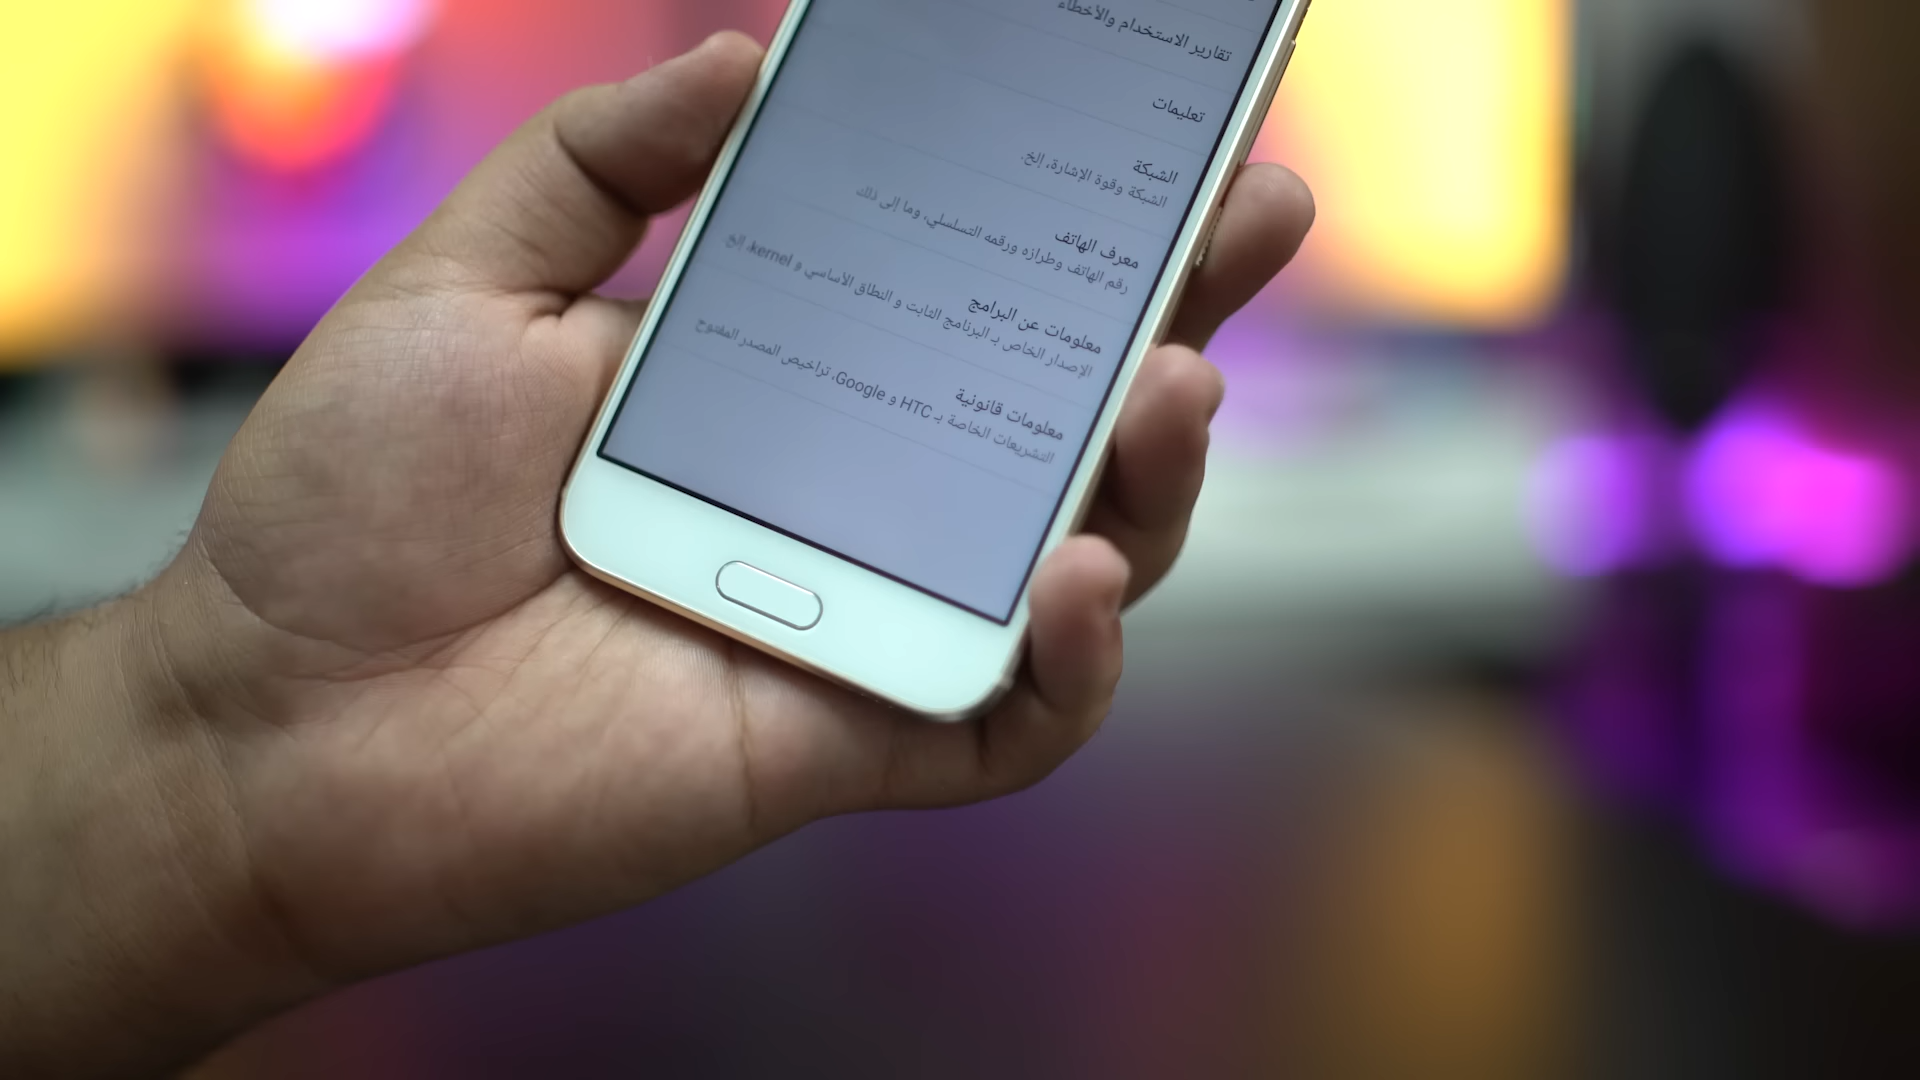 تقارير الاستخدام والأخطاء
تعليمات
الشبكة
الشبكة وقوة الإشارة، إلخ.
معرف الهاتف
رقم الهاتف وطرازه ورقمه التسلسلي، وما إلى ذلك
معلومات عن البرامج
الإصدار الخاص بـ البرنامج الثابت و النطاق الأساسي و kernel، إلخ
معلومات قانونية
التشريعات الخاصة بـ HTC و Google، تراخيص المصدر المفتوح